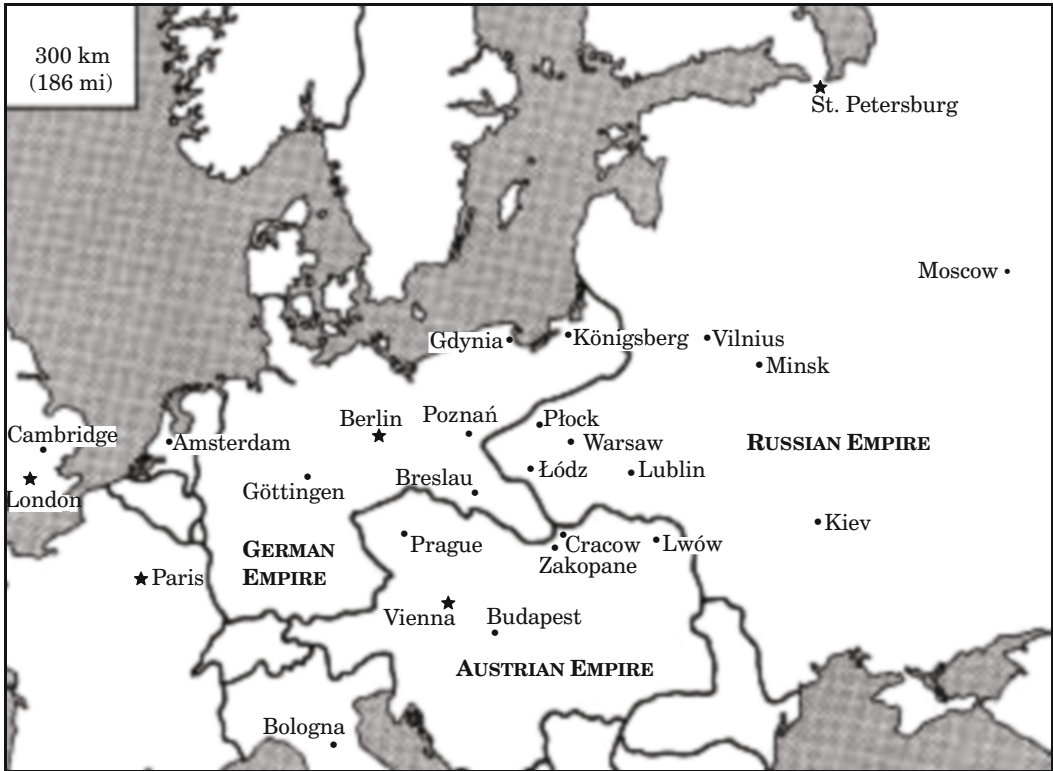 300 km
(186 mi)
St. Petersburg
Moscow
Gdynia
Königsberg
Vilnius
Minsk
Berlin
Poznań
Płock
Cambridge
Amsterdam
Warsaw
RUSSIAN EMPIRE
Łódź
Lublin
London
Göttingen
Breslau
Kiev
Prague
Cracow
Lwów
GERMAN
EMPIRE
Zakopane
Paris
Vienna
Budapest
AUSTRIAN EMPIRE
Bologna